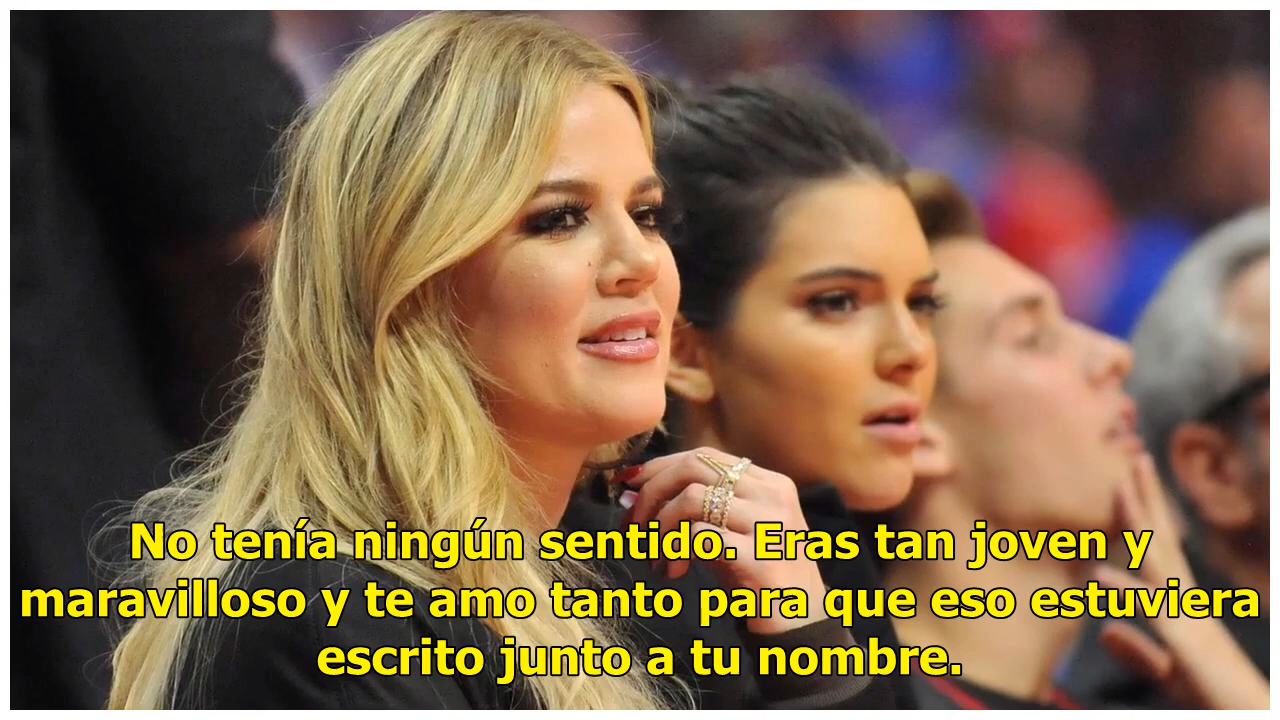 No tenía ningún sentido. Eras tan joven y
maravilloso y te amo tanto para que eso estuviera
escrito junto a tu nombre.